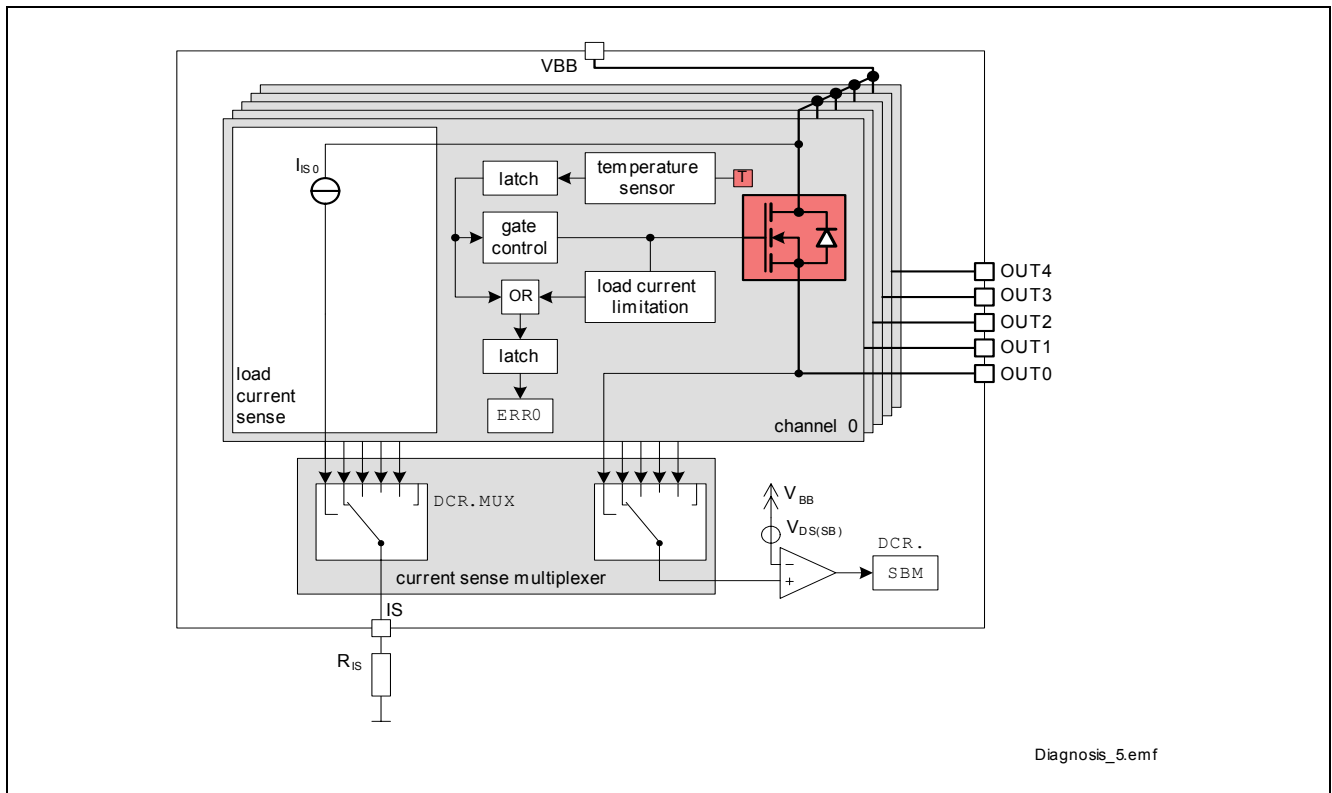 VBB
IIS0
latch
temperature
sensor
T
gate
control
OR
load current
limitation
latch
ERR0
load
current
sense
channel 0
OUT4
OUT3
OUT2
OUT1
OUT0
DCR.MUX
current sense multiplexer
VBB
VDS(SB)
DCR.
SBM
-
+
IS
RIS
Diagnosis_5.emf